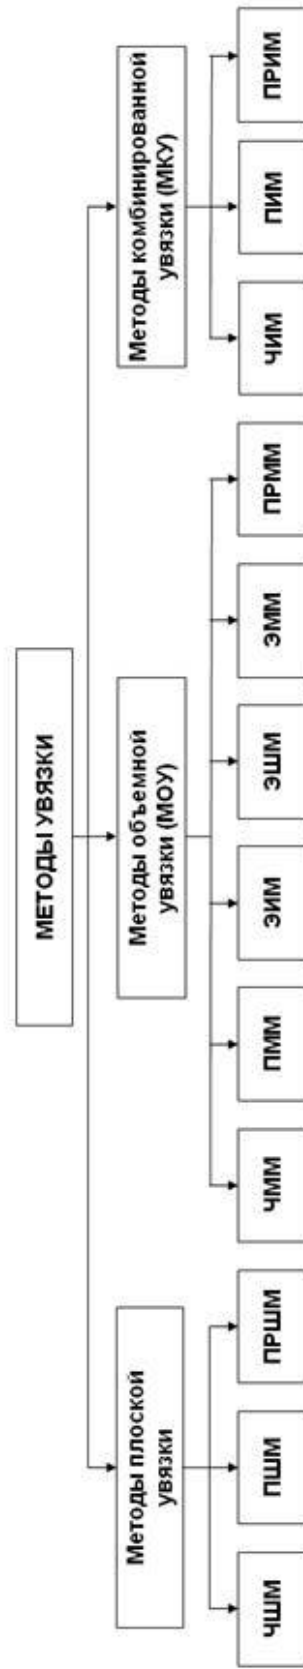 МЕТОДЫ УВЯЗКИ
Методы плоской
увязки
Методы объемной
увязки (МОУ)
Методы комбинированной
увязки (МКУ)
ЧШМ
ПШМ
ПРШМ
ЧММ
ПММ
ЭИМ
ЭШМ
ЭММ
ПРММ
ЧИМ
ПИМ
ПРИМ